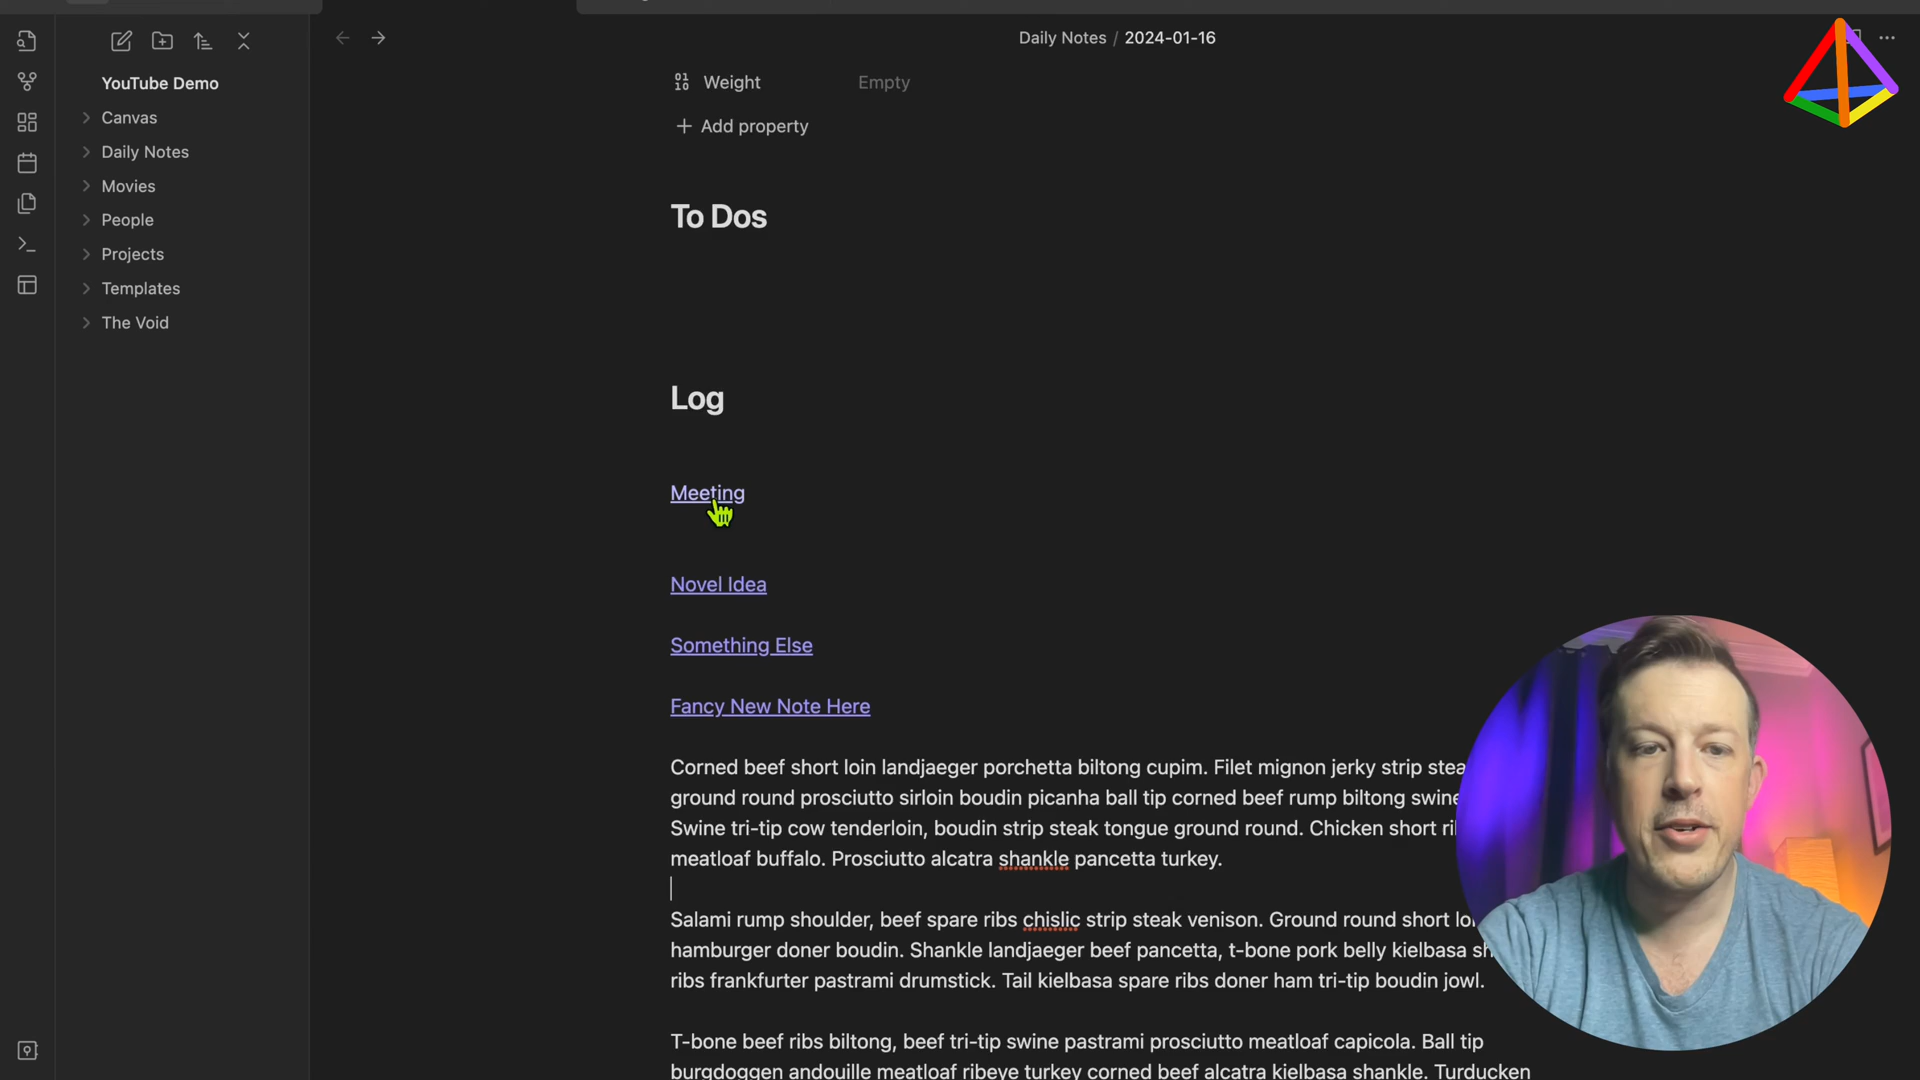 Daily Notes / 2024-01-16
YouTube Demo
Canvas
Daily Notes
Movies
People
Projects
Templates
The Void
Weight Empty
Add property
To Dos
Log
Meeting
Novel Idea
Something Else
Fancy New Note Here
Corned beef short loin landjaeger porchetta biltong cupim. Filet mignon jerky strip
ground round prosciutto sirloin boudin picanha ball tip corned beef rump biltong swine
Swine tri-tip cow tenderloin, boudin strip steak tongue ground round. Chicken short
meatloaf buffalo. Prosciutto alcatra shankle pancetta turkey.
Salami rump shoulder, beef spare ribs chislic strip steak venison. Ground round short
hamburger doner boudin. Shankle landjaeger beef pancetta, t-bone pork belly kielbasa
ribs frankfurter pastrami drumstick. Tail kielbasa spare ribs doner ham tri-tip boudin jowl.
T-bone beef ribs biltong, beef tri-tip swine pastrami prosciutto meatloaf capicola. Ball tip
burgdoggen andouille meatloaf ribeye turkey corned beef alcatra kielbasa shankle. Turducken